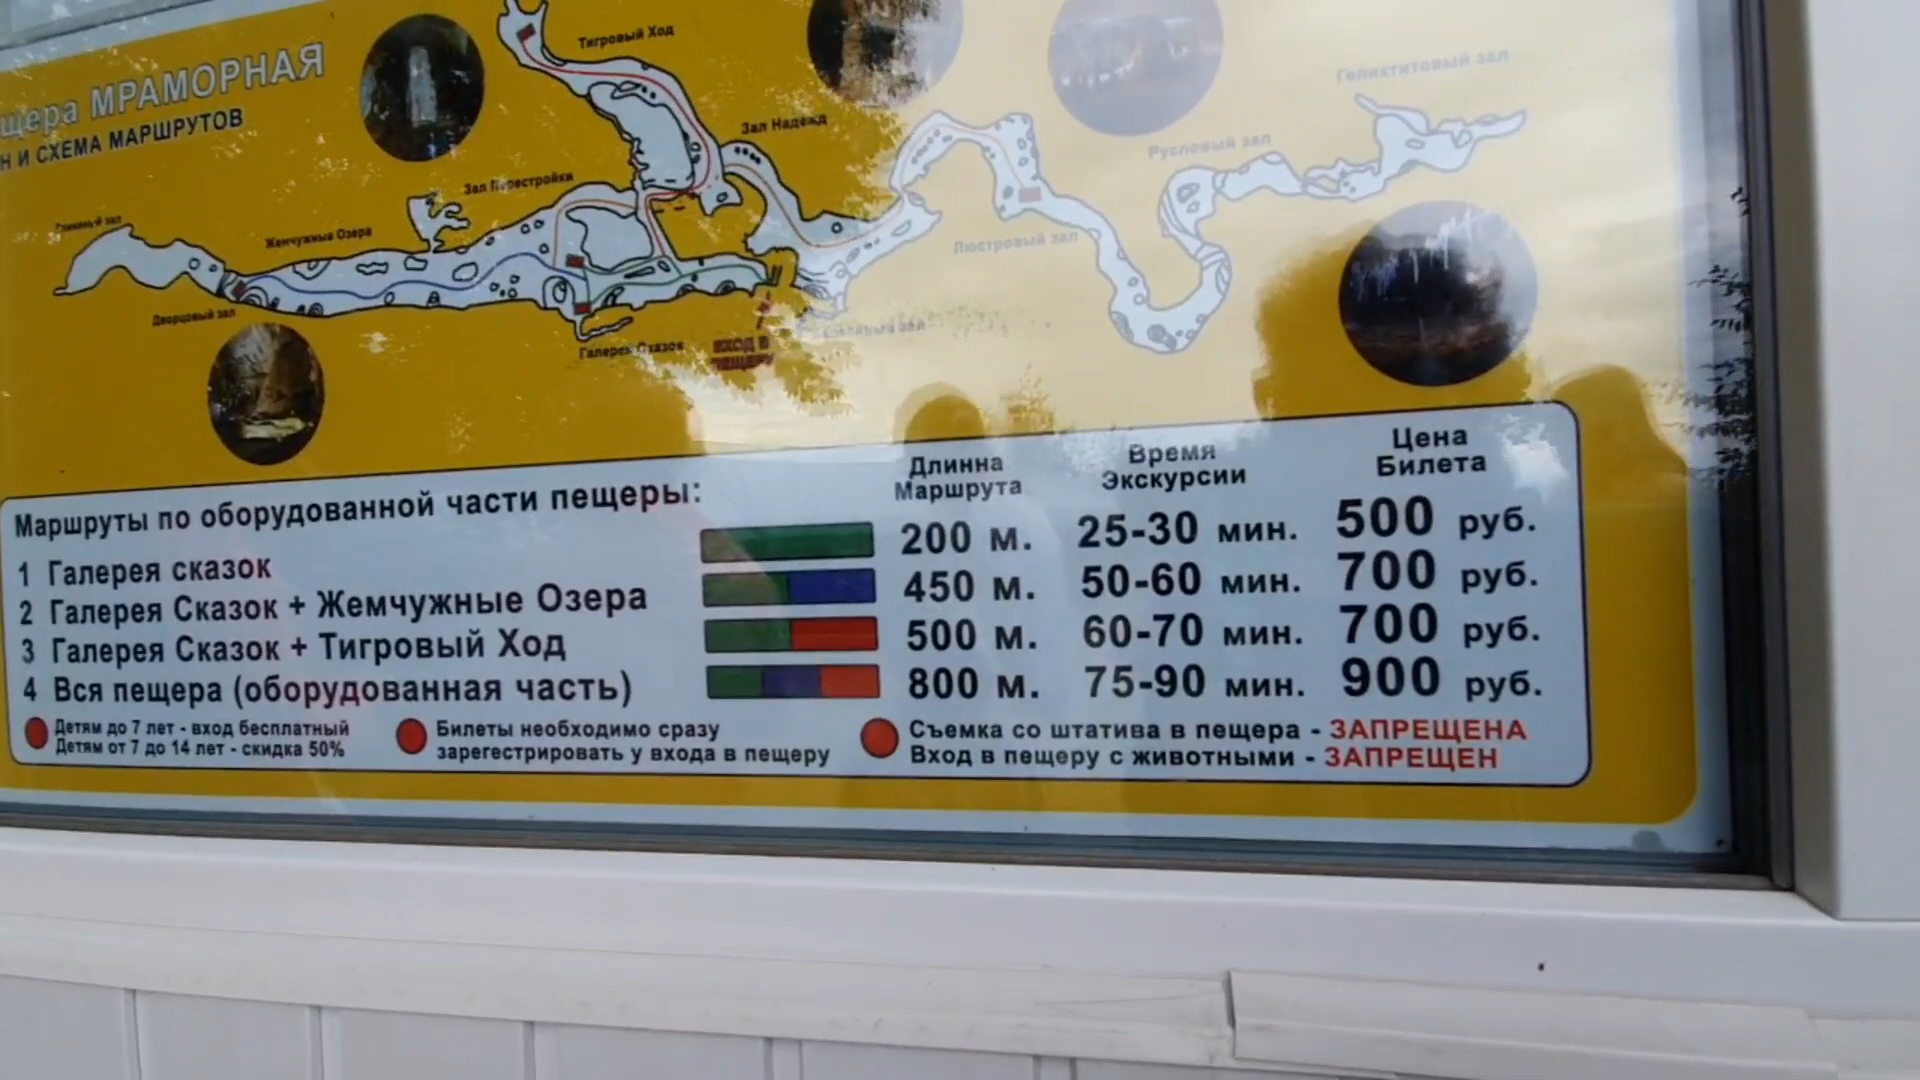 щера МРАМОРНАЯ
Н И СХЕМА МАРШРУТОВ
Тигровый Ход
Зал Надежд
Геликтитовый зал
Русловый зал
Зал Перестройки
Жемчужные Озера
Люстровый зал
Дворцовый зал
Галерея Сказок
ВХОД В
ПЕЩЕРУ
Маршруты по оборудованной части пещеры:
Длинна
Маршрута
Время
Экскурсии
Цена
Билета
1 Галерея сказок 200 м. 25-30 мин. 500 руб.
2 Галерея Сказок + Жемчужные Озера 450 м. 50-60 мин. 700 руб.
3 Галерея Сказок + Тигровый Ход 500 м. 60-70 мин. 700 руб.
4 Вся пещера (оборудованная часть) 800 м. 75-90 мин. 900 руб.
Детям до 7 лет - вход бесплатный
Детям от 7 до 14 лет - скидка 50%
Билеты необходимо сразу
зарегестрировать у входа в пещеру
Съемка со штатива в пещера - ЗАПРЕЩЕНА
Вход в пещеру с животными - ЗАПРЕЩЕН